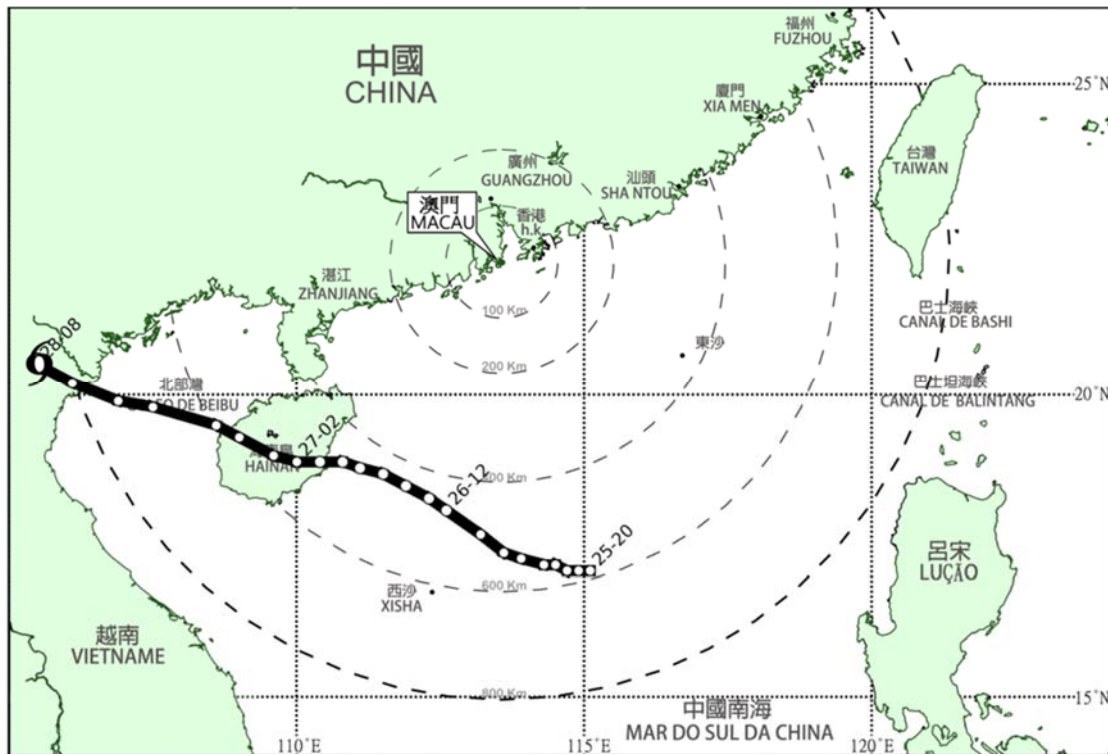 福州
FUZHOU
中國
CHINA
25°N
廈門
XIA MEN
台灣
TAIWAN
廣州
GUANGZHOU
汕頭
SHA NTOU
澳門
MACAU
香港
h.k.
湛江
ZHANJIANG
100 Km
巴士海峽
CANAL DE BASHI
28-08
200 Km
東沙
北部灣
DE BEIBU
巴士坦海峽
CANAL DE BALINTANG
20°N
27-02
HAINAN
26-12
25-20
呂宋
LUÇÃO
西沙
XISHA
600 Km
越南
VIETNAME
800 Km
中國南海
MAR DO SUL DA CHINA
15°N
110°E
115°E
120°E